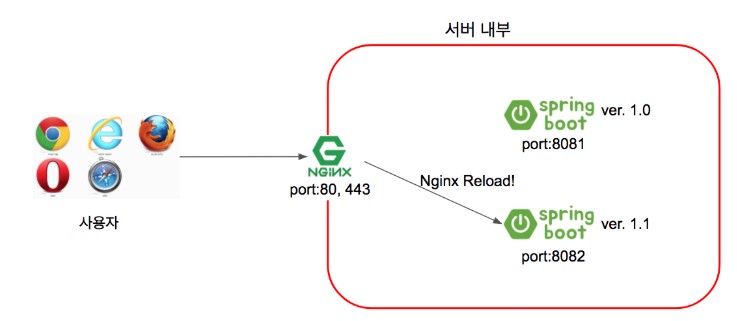 서버 내부
spring
boot
ver. 1.0
port:8081
NGINX
port:80, 443
Nginx Reload!
spring
boot
ver. 1.1
port:8082
사용자